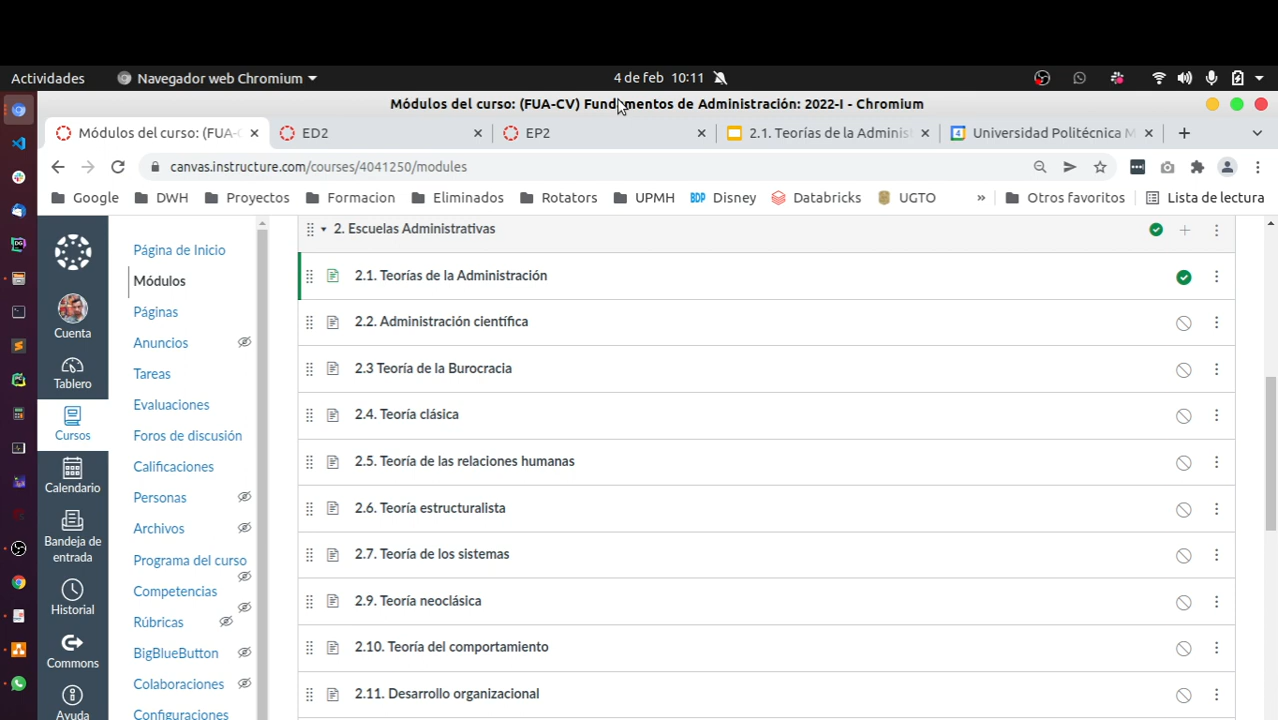 Actividades
Navegador web Chromium
4 de feb 10:11
Módulos del curso: (FUA-CV) Fundamentos de Administración: 2022-I - Chromium
Módulos del curso: (FUA-C
ED2
EP2
2.1. Teorías de la Adminis
Universidad Politécnica M
canvas.instructure.com/courses/4041250/modules
Google
DWH
Proyectos
Formacion
Eliminados
Rotators
UPMH
BDP Disney
Databricks
UGTO
»
Otros favoritos
Lista de lectura
Cuenta
Tablero
Cursos
Calendario
Bandeja de
entrada
Historial
Commons
Ayuda
Página de Inicio
Módulos
Páginas
Anuncios
Tareas
Evaluaciones
Foros de discusión
Calificaciones
Personas
Archivos
Programa del curso
Competencias
Rúbricas
BigBlueButton
Colaboraciones
Configuraciones
2. Escuelas Administrativas
2.1. Teorías de la Administración
2.2. Administración científica
2.3 Teoría de la Burocracia
2.4. Teoría clásica
2.5. Teoría de las relaciones humanas
2.6. Teoría estructuralista
2.7. Teoría de los sistemas
2.9. Teoría neoclásica
2.10. Teoría del comportamiento
2.11. Desarrollo organizacional